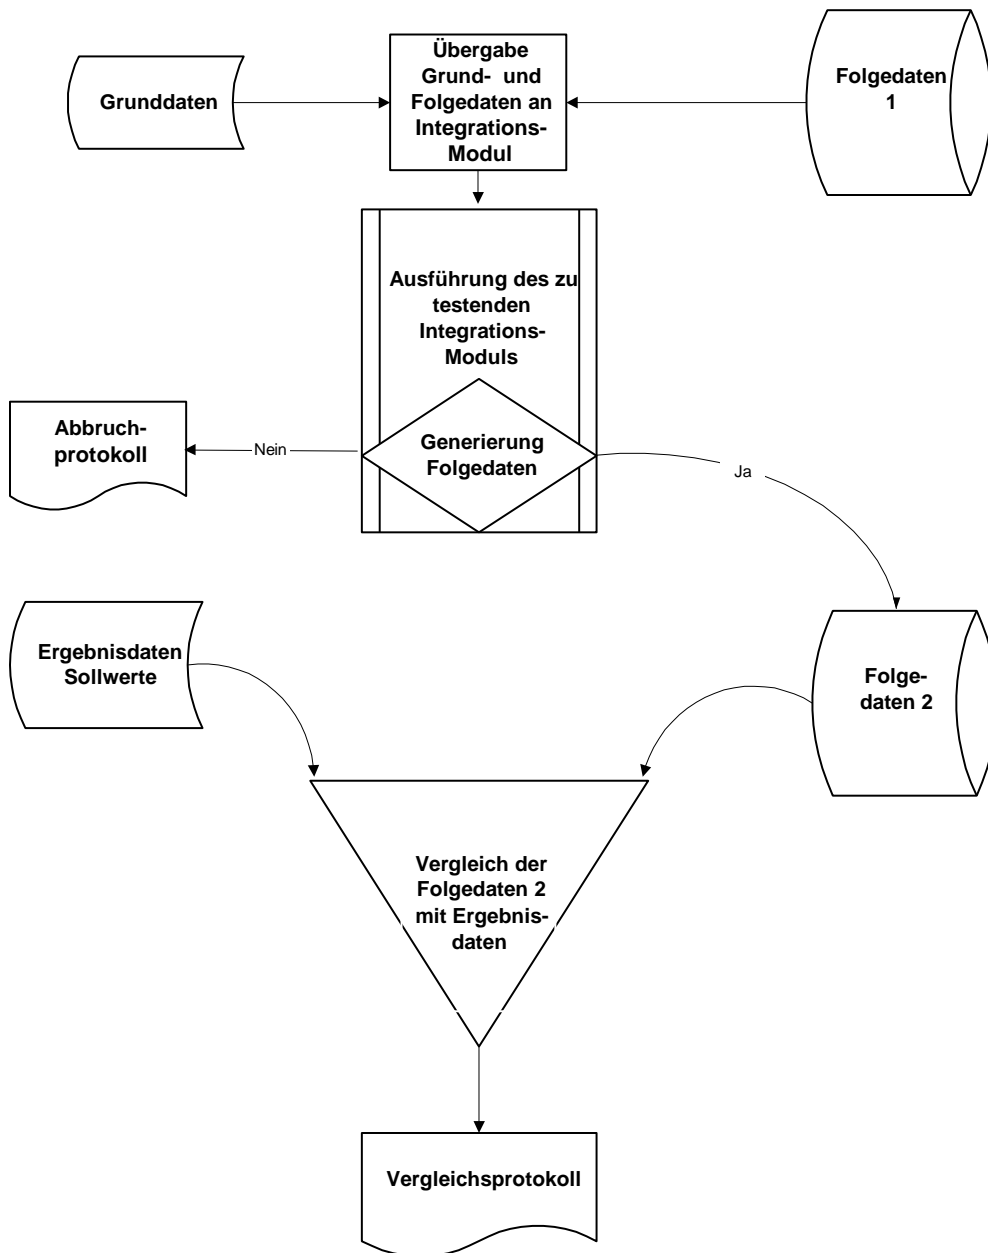 Grunddaten
Übergabe
Grund- und
Folgedaten an
Integrations-
Modul
Folgedaten
1
Ausführung des zu
testenden
Integrations-
Moduls
Abbruch-
protokoll
Nein
Generierung
Folgedaten
Ja
Ergebnisdaten
Sollwerte
Folge-
daten 2
Vergleich der
Folgedaten 2
mit Ergebnis-
daten
Vergleichsprotokoll